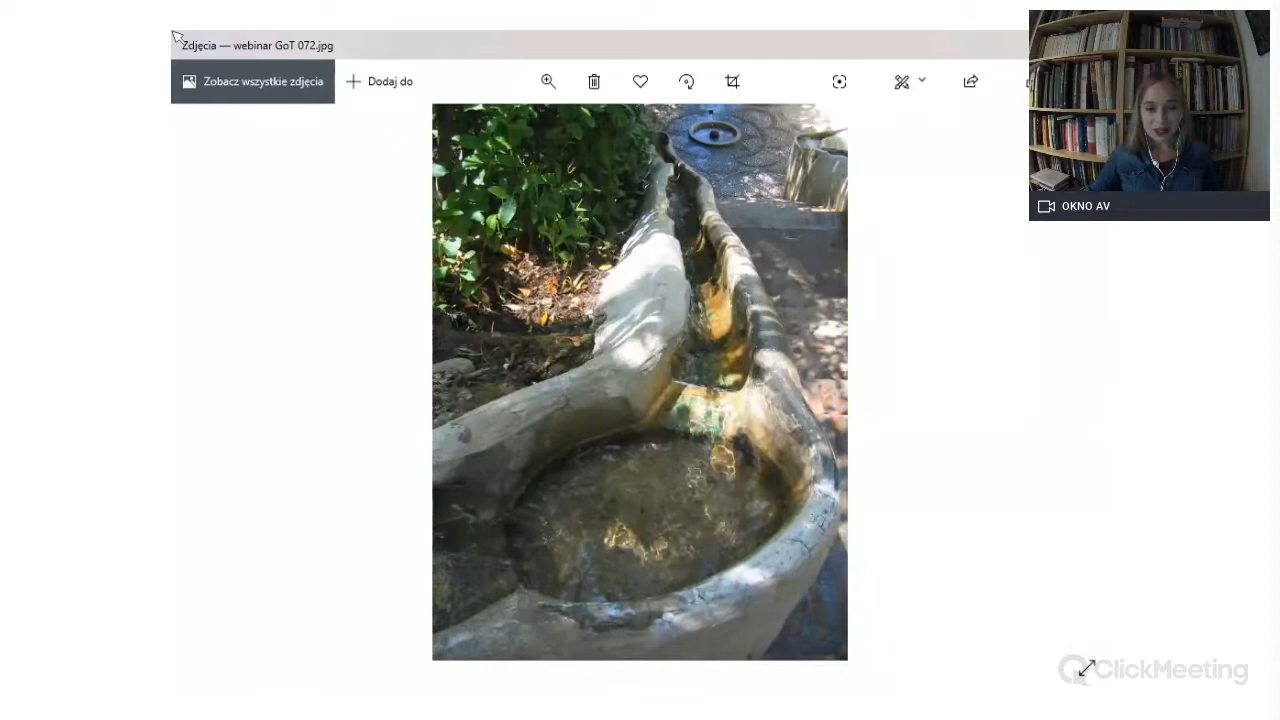 Zdjęcia — webinar GoT 072.jpg
Zobacz wszystkie zdjęcia
Dodaj do
OKNO AV
ClickMeeting